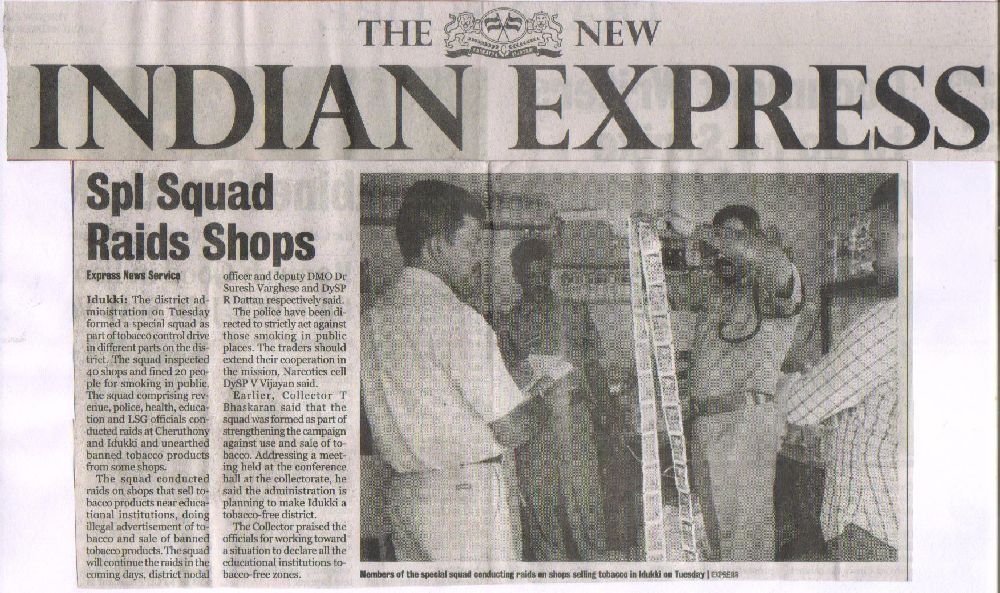 THE NEW
INDIAN EXPRESS
Spl Squad
Raids Shops
Express News Service
Idukki: The district ad-
ministration on Tuesday
formed a special squad as
part of tobacco control drive
in different parts on the dis-
trict. The squad inspected
40 shops and fined 20 peo-
ple for smoking in public.
The squad comprising rev-
enue, police, health, educa-
tion and LSG officials con-
ducted raids at Cheruthony
and Idukki and unearthed
banned tobacco products
from some shops.
The squad conducted
raids on shops that sell to-
bacco products near educa-
tional institutions, doing
illegal advertisement of to-
bacco and sale of banned
tobacco products. The squad
will continue the raids in the
coming days, district nodal
officer and deputy DMO Dr
Suresh Varghese and DySP
R Dattan respectively said.
The police have been di-
rected to strictly act against
those smoking in public
places. The traders should
extend their cooperation in
the mission, Narcotics cell
DySP V Vijayan said.
Earlier, Collector T
Bhaskaran said that the
squad was formed as part of
strengthening the campaign
against use and sale of to-
bacco. Addressing a meet-
ing held at the conference
hall at the collectorate, he
said the administration is
planning to make Idukki a
tobacco-free district.
The Collector praised the
officials for working toward
a situation to declare all the
educational institutions to-
bacco-free zones.
Members of the special squad conducting raids on shops selling tobacco in Idukki on Tuesday | EXPRESS